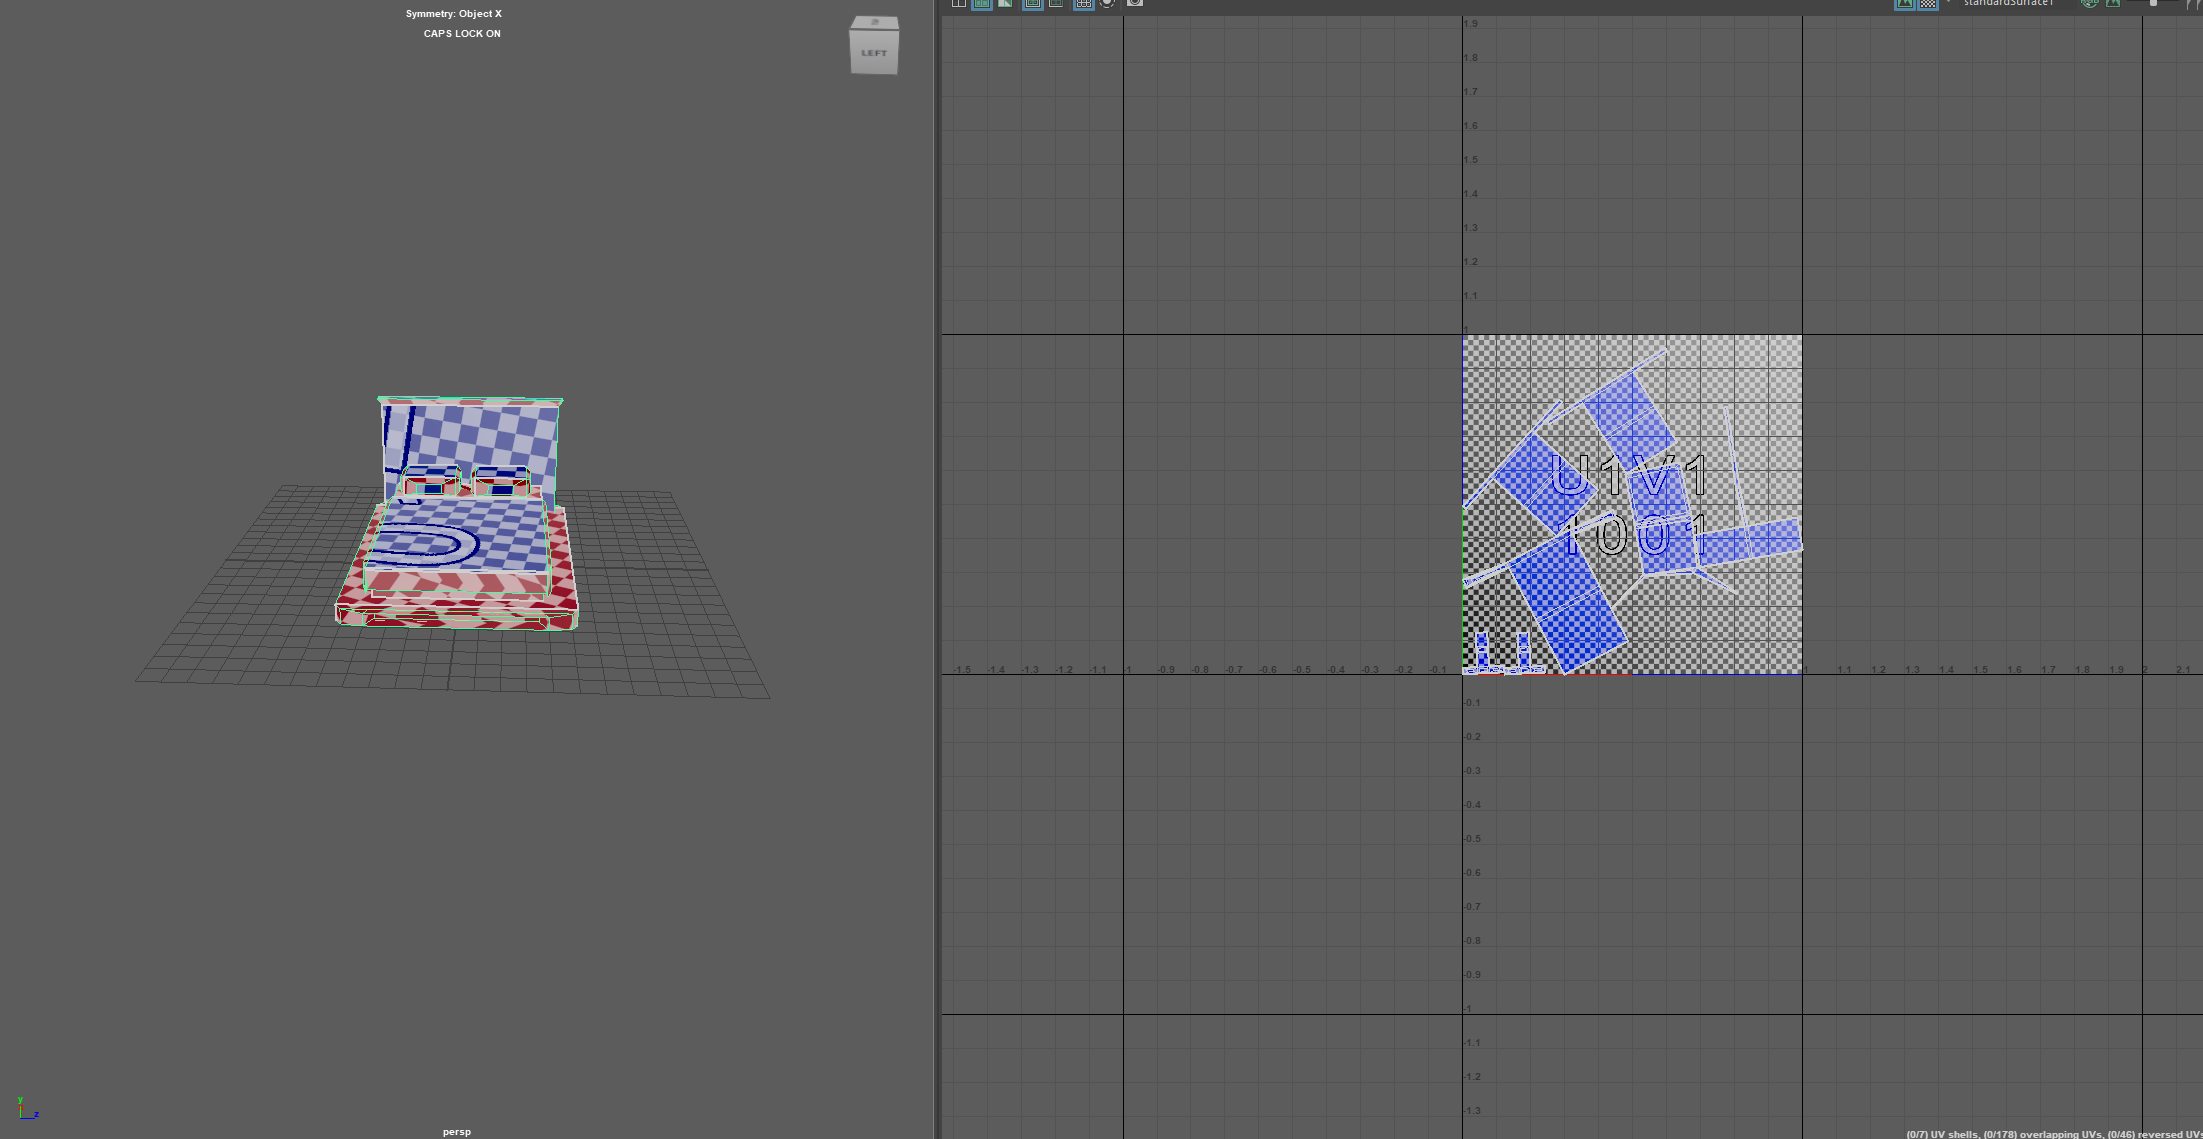 Symmetry: Object X
CAPS LOCK ON
LEFT
standardSurface1
1.9
1.8
1.7
1.6
1.5
1.4
1.3
1.2
1.1
1
U1V1
1001
-1.5 -1.4 -1.3 -1.2 -1.1 -1 -0.9 -0.8 -0.7 -0.6 -0.5 -0.4 -0.3 -0.2 -0.1 1 1.1 1.2 1.3 1.4 1.5 1.6 1.7 1.8 1.9 2 2.1
-0.1
-0.2
-0.3
-0.4
-0.5
-0.6
-0.7
-0.8
-0.9
-1
-1.1
-1.2
-1.3
y
z
persp
(0/7) UV shells, (0/178) overlapping UVs, (0/46) reversed UVs